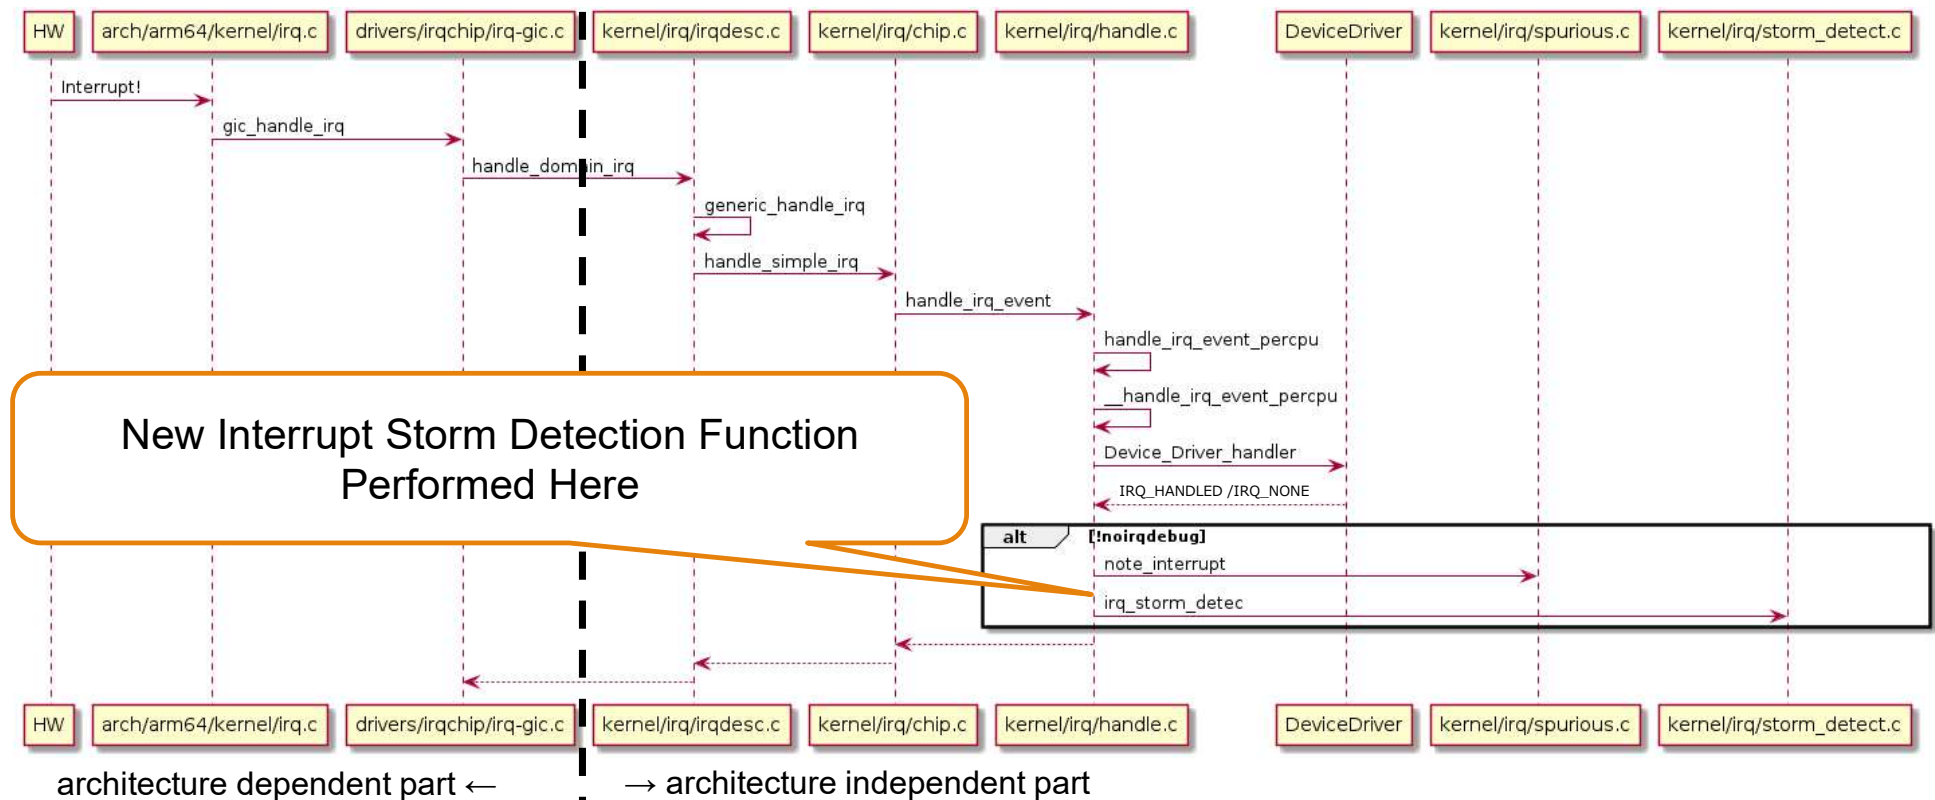 HW
arch/arm64/kernel/irq.c
drivers/irqchip/irq-gic.c
kernel/irq/irqdesc.c
kernel/irq/chip.c
kernel/irq/handle.c
DeviceDriver
kernel/irq/spurious.c
kernel/irq/storm_detect.c
Interrupt!
gic_handle_irq
handle_domain_irq
generic_handle_irq
handle_simple_irq
handle_irq_event
handle_irq_event_percpu
__handle_irq_event_percpu
New Interrupt Storm Detection Function
Performed Here
Device_Driver_handler
IRQ_HANDLED /IRQ_NONE
alt
[!noirqdebug]
note_interrupt
irq_storm_detec
HW
arch/arm64/kernel/irq.c
drivers/irqchip/irq-gic.c
kernel/irq/irqdesc.c
kernel/irq/chip.c
kernel/irq/handle.c
DeviceDriver
kernel/irq/spurious.c
kernel/irq/storm_detect.c
architecture dependent part ←
→ architecture independent part